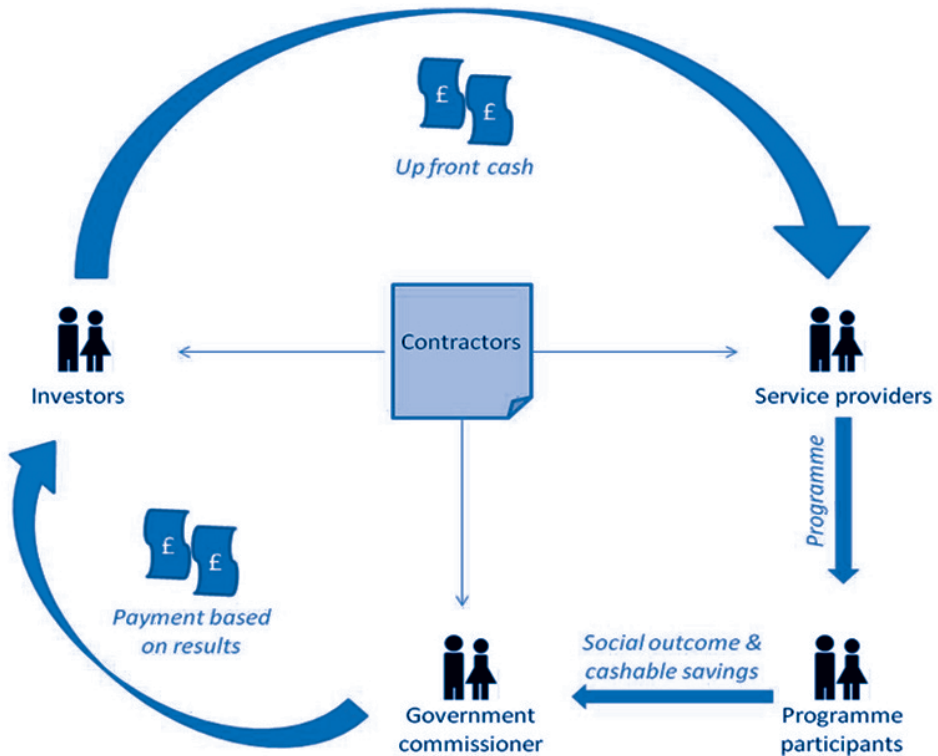 £ £
Up front cash
Contractors
Investors
Service providers
Programme
£ £
Payment based
on results
Social outcome &
cashable savings
Government
commissioner
Programme
participants